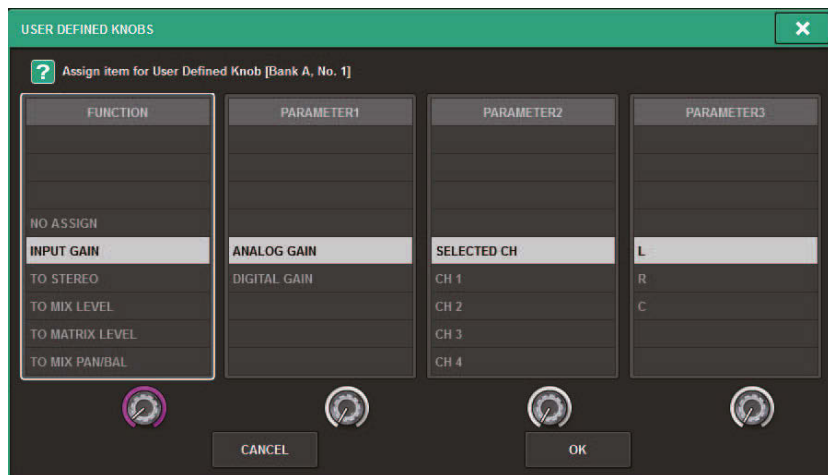 USER DEFINED KNOBS
? Assign item for User Defined Knob [Bank A, No. 1]
FUNCTION PARAMETER1 PARAMETER2 PARAMETER3
NO ASSIGN
INPUT GAIN ANALOG GAIN SELECTED CH L
TO STEREO DIGITAL GAIN CH 1 R
TO MIX LEVEL CH 2 C
TO MATRIX LEVEL CH 3
TO MIX PAN/BAL CH 4
CANCEL OK